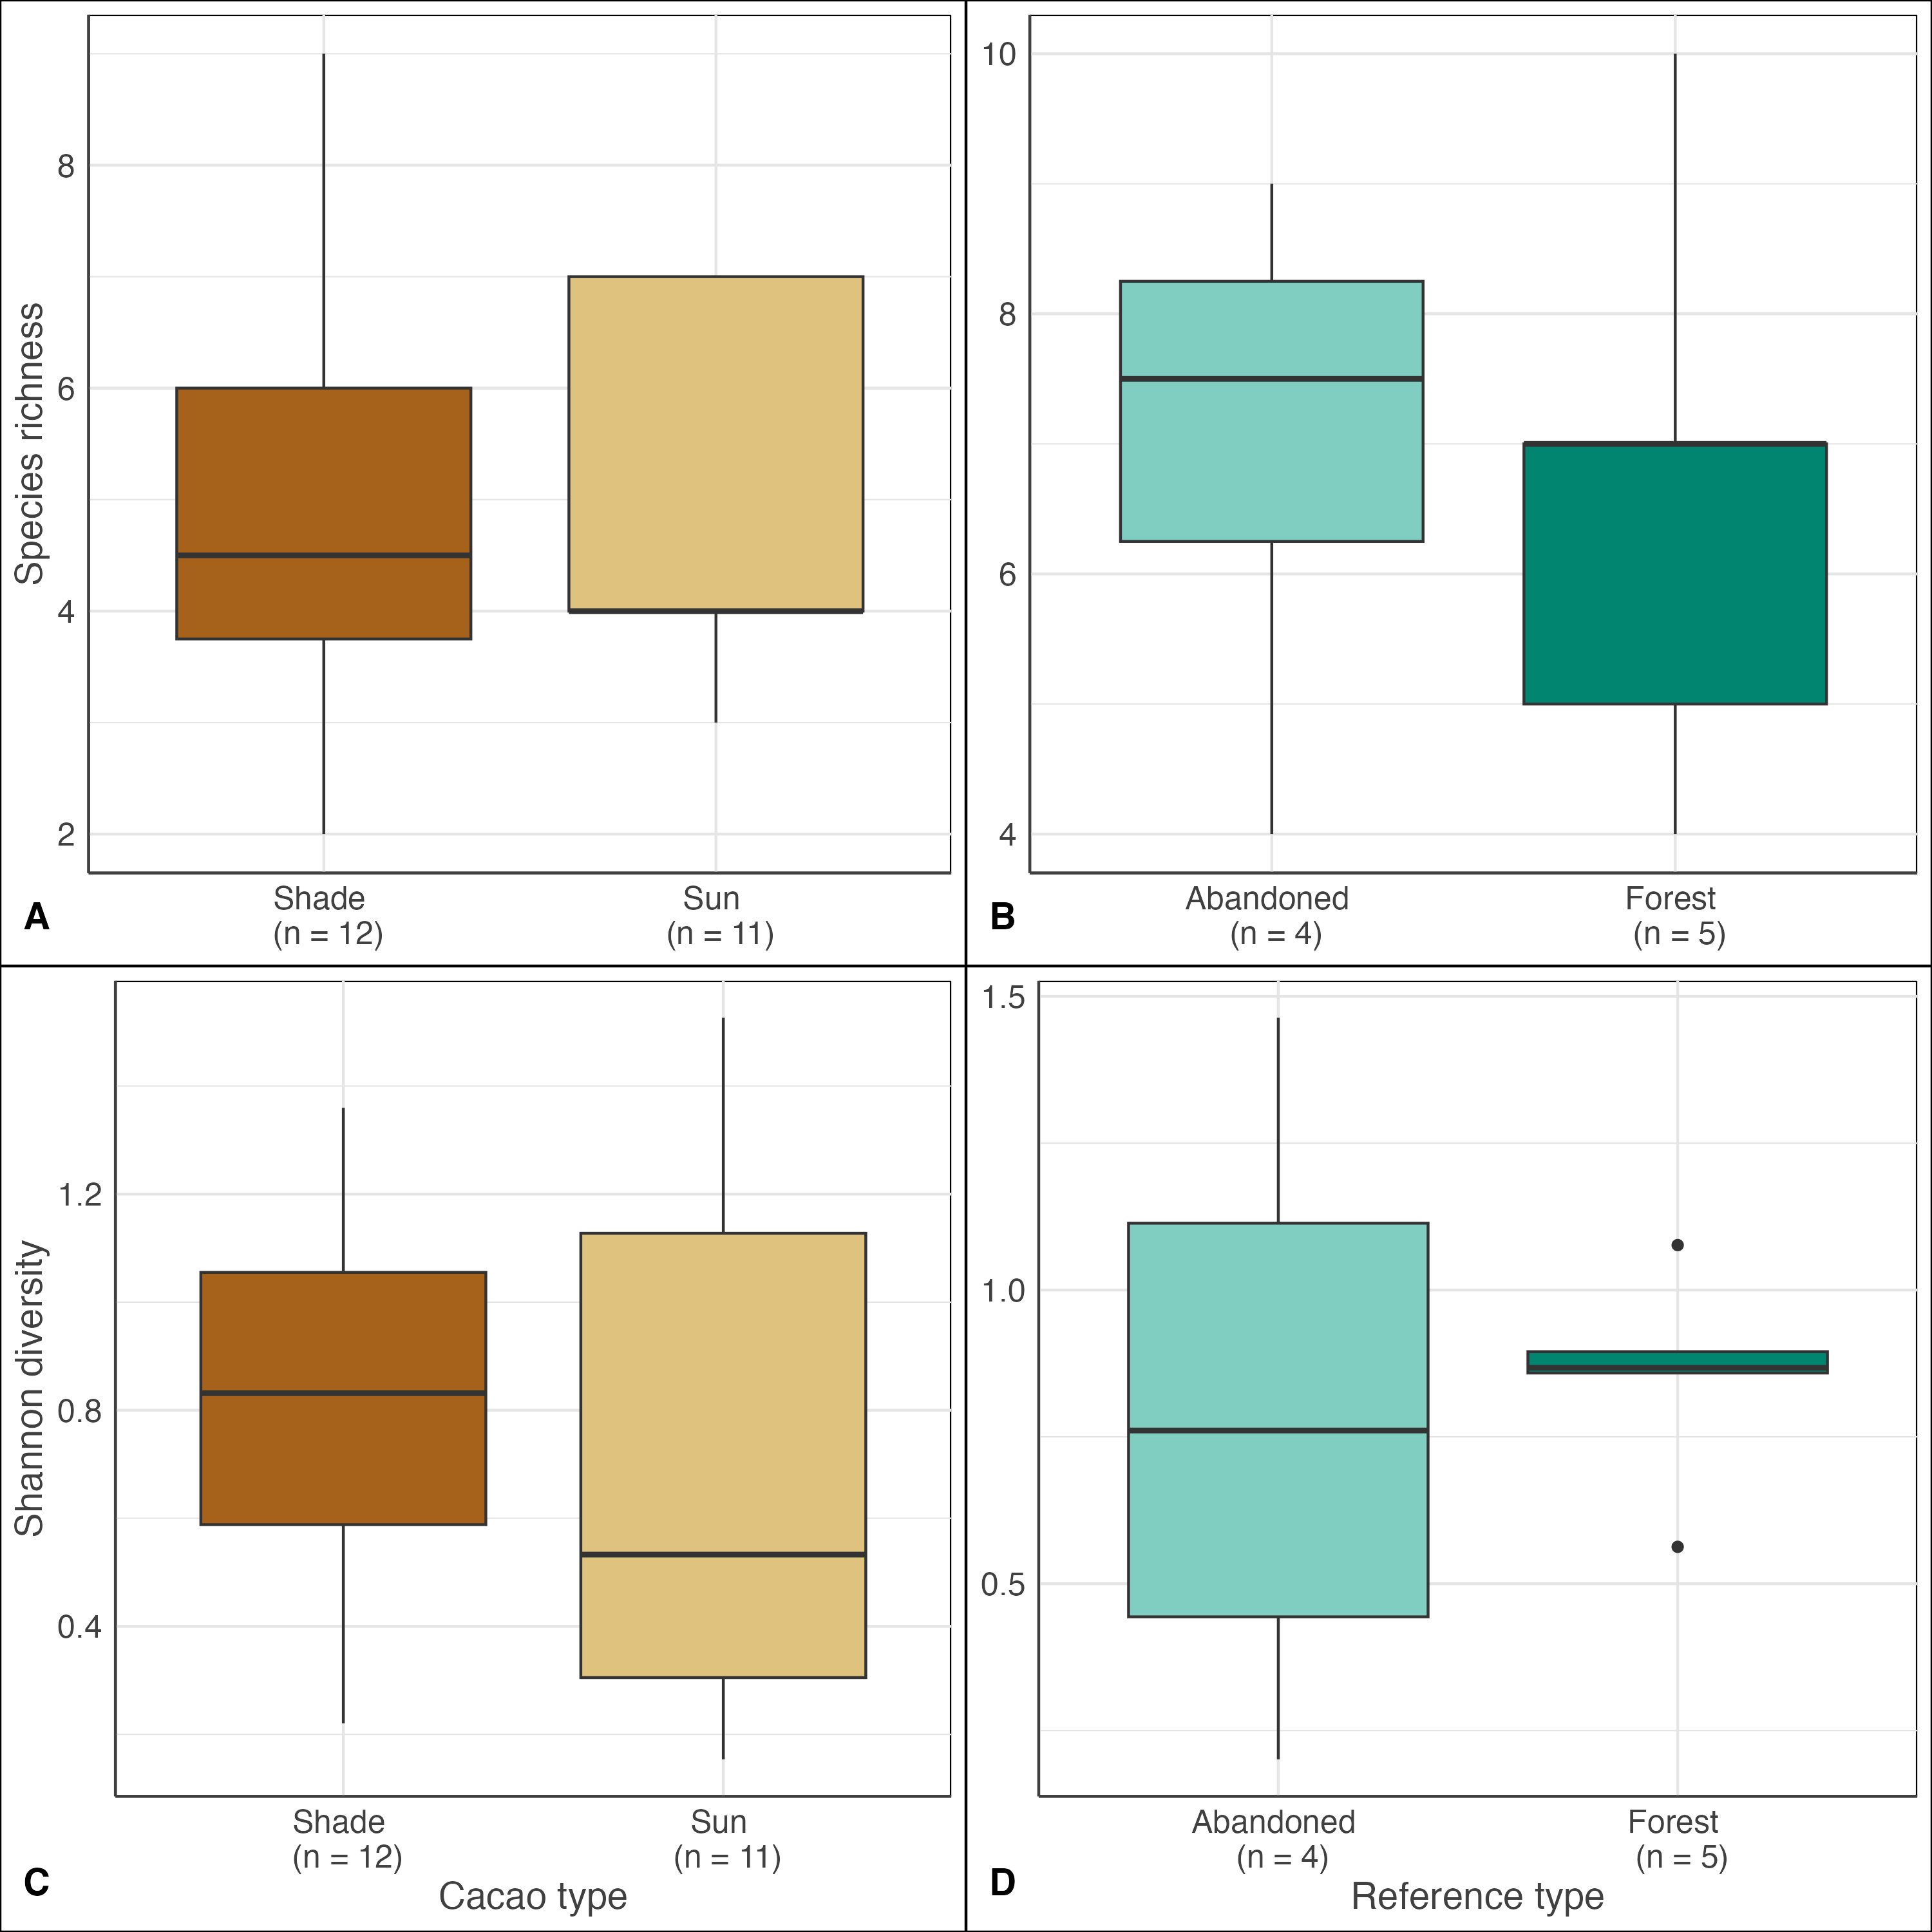 Species richness
8
6
4
2
Shade
(n = 12)
Sun
(n = 11)
A
10
8
6
4
Abandoned
(n = 4)
Forest
(n = 5)
B
Shannon diversity
1.2
0.8
0.4
Shade
(n = 12)
Sun
(n = 11)
Cacao type
C
1.5
1.0
0.5
Abandoned
(n = 4)
Forest
(n = 5)
Reference type
D